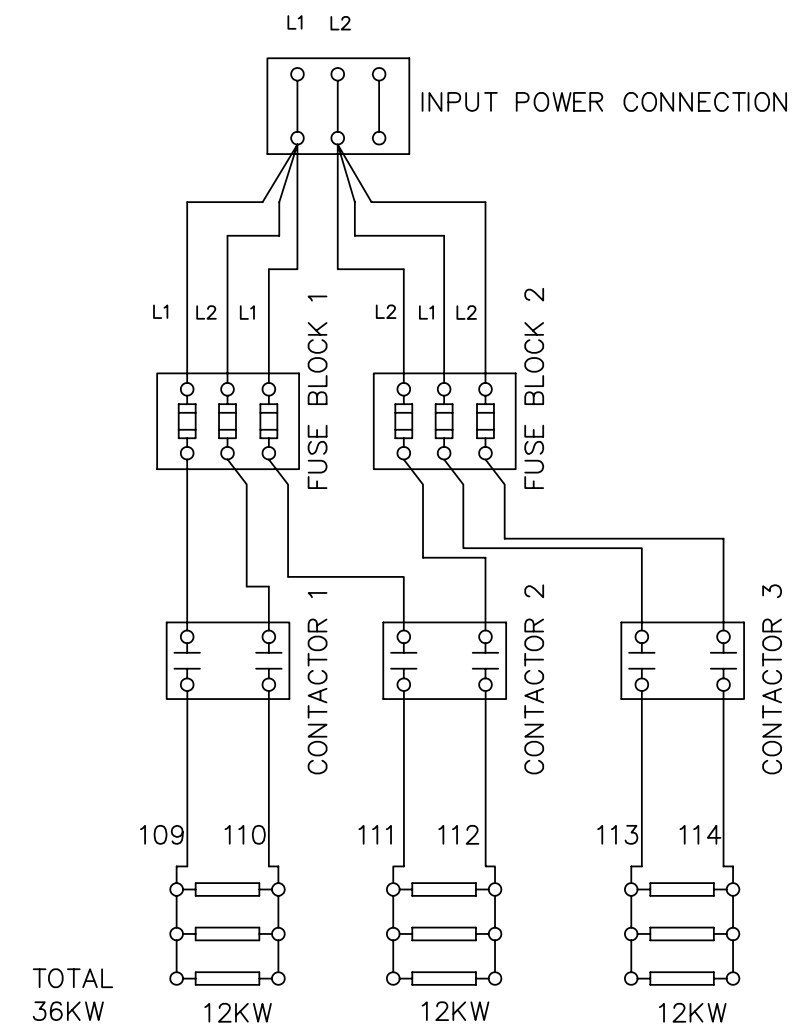 L1 L2
INPUT POWER CONNECTION
L1 L2 L1
FUSE BLOCK 1
L2 L1 L2
FUSE BLOCK 2
CONTACTOR 1
CONTACTOR 2
CONTACTOR 3
109 110 111 112 113 114
TOTAL
36KW 12KW 12KW 12KW